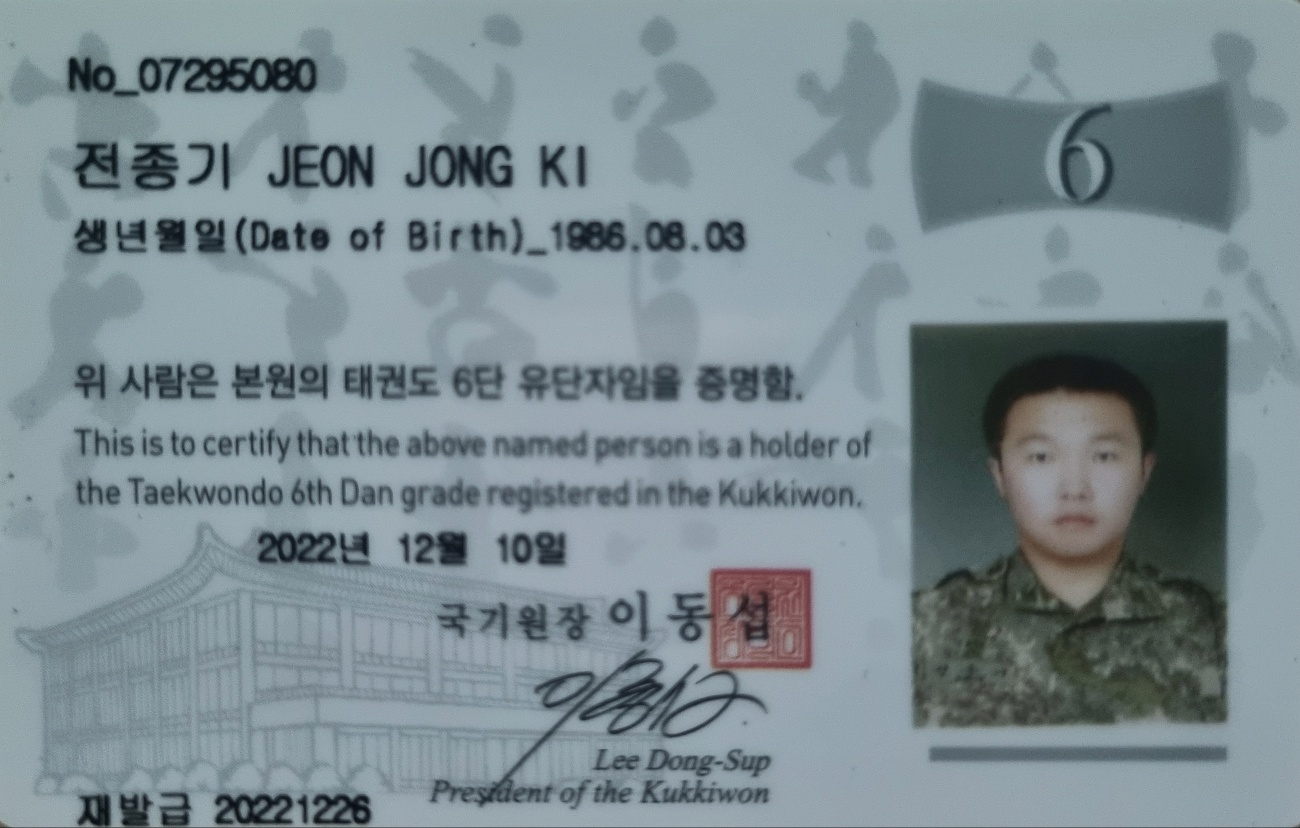 No_07295080
6
전종기 JEON JONG KI
생년월일(Date of Birth)_1986.08.03
위 사람은 본원의 태권도 6단 유단자임을 증명함.
This is to certify that the above named person is a holder of
the Taekwondo 6th Dan grade registered in the Kukkiwon.
2022년 12월 10일
국기원장 이동섭
Lee Dong-Sup
President of the Kukkiwon
재발급 20221226